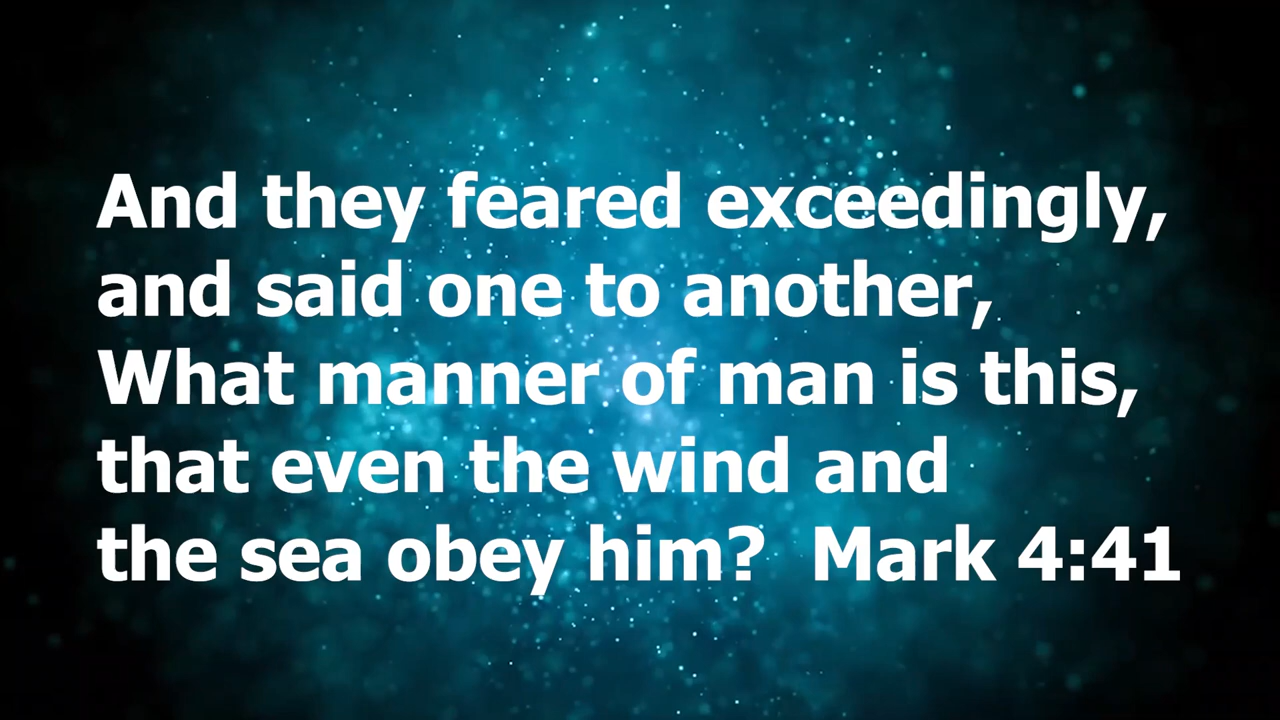 And they feared exceedingly,
and said one to another,
What manner of man is this,
that even the wind and
the sea obey him?  Mark 4:41